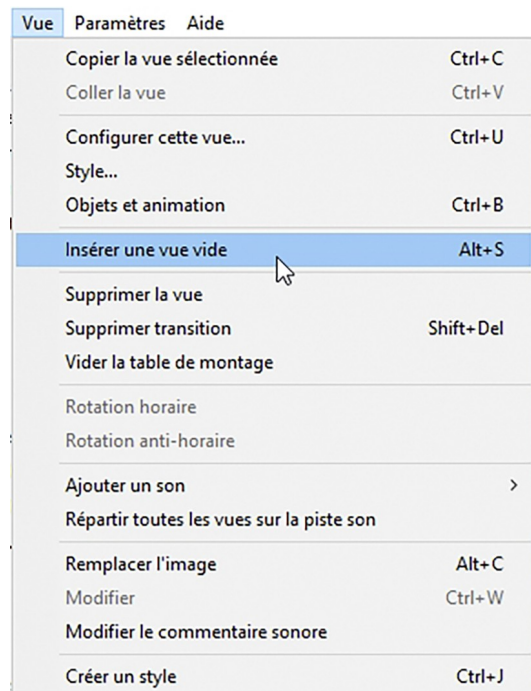 Vue Paramètres Aide
Copier la vue sélectionnée Ctrl+C
Coller la vue Ctrl+V
Configurer cette vue... Ctrl+U
Style...
Objets et animation Ctrl+B
Insérer une vue vide Alt+S
Supprimer la vue
Supprimer transition Shift+Del
Vider la table de montage
Rotation horaire
Rotation anti-horaire
Ajouter un son >
Répartir toutes les vues sur la piste son
Remplacer l'image Alt+C
Modifier Ctrl+W
Modifier le commentaire sonore
Créer un style Ctrl+J